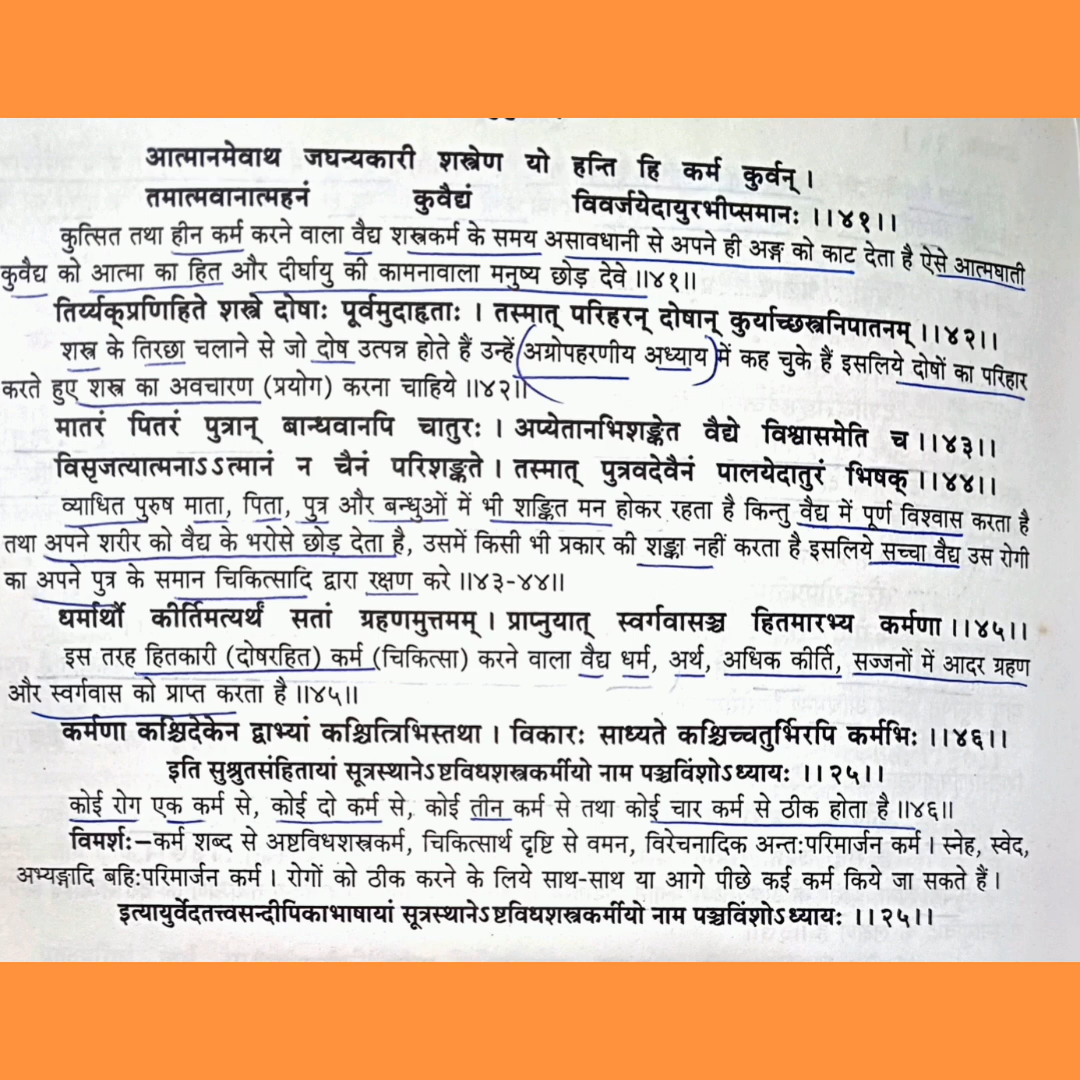 आत्मानमेवाथ जघन्यकारी शस्त्रेण यो हन्ति हि कर्म कुर्वन् ।
तमात्मवानात्महनं कुवैद्यं विवर्जयेदायुरभीप्समानः ।।४१।।
कुत्सित तथा हीन कर्म करने वाला वैद्य शस्त्रकर्म के समय असावधानी से अपने ही अङ्ग को काट देता है ऐसे आत्मघाती
कुवैद्य को आत्मा का हित और दीर्घायु की कामनावाला मनुष्य छोड़ देवे ॥४१॥
तिर्य्यक्प्रणिहिते शस्त्रे दोषाः पूर्वमुदाहृताः । तस्मात् परिहरन् दोषान् कुर्याच्छस्त्रनिपातनम् ।।४२।।
शस्त्र के तिरछा चलाने से जो दोष उत्पन्न होते हैं उन्हें अग्रोपहरणीय अध्याय में कह चुके हैं इसलिये दोषों का परिहार
करते हुए शस्त्र का अवचारण (प्रयोग) करना चाहिये ॥४२॥
मातरं पितरं पुत्रान् बान्धवानपि चातुरः । अप्येतानभिशङ्केत वैद्ये विश्वासमेति च ।।४३।।
विसृजत्यात्मनाऽऽत्मानं न चैनं परिशङ्कते । तस्मात् पुत्रवदेवैनं पालयेदातुरं भिषक् ।।४४।।
व्याधित पुरुष माता, पिता, पुत्र और बन्धुओं में भी शङ्कित मन होकर रहता है किन्तु वैद्य में पूर्ण विश्वास करता है
तथा अपने शरीर को वैद्य के भरोसे छोड़ देता है, उसमें किसी भी प्रकार की शङ्का नहीं करता है इसलिये सच्चा वैद्य उस रोगी
का अपने पुत्र के समान चिकित्सादि द्वारा रक्षण करे ॥४३-४४॥
धर्मार्थौ कीर्तिमत्यर्थं सतां ग्रहणमुत्तमम् । प्राप्नुयात् स्वर्गवासञ्च हितमारभ्य कर्मणा ।।४५।।
इस तरह हितकारी (दोषरहित) कर्म (चिकित्सा) करने वाला वैद्य धर्म, अर्थ, अधिक कीर्ति, सज्जनों में आदर ग्रहण
और स्वर्गवास को प्राप्त करता है ॥४५॥
कर्मणा कश्चिदेकेन द्वाभ्यां कश्चित्त्रिभिस्तथा । विकारः साध्यते कश्चिच्चतुर्भिरपि कर्मभिः ।।४६।।
इति सुश्रुतसंहितायां सूत्रस्थानेऽष्टविधशस्त्रकर्मीयो नाम पञ्चविंशोऽध्यायः ।।२५।।
कोई रोग एक कर्म से, कोई दो कर्म से, कोई तीन कर्म से तथा कोई चार कर्म से ठीक होता है ॥४६॥
विमर्शः–कर्म शब्द से अष्टविधशस्त्रकर्म, चिकित्सार्थ दृष्टि से वमन, विरेचनादिक अन्तःपरिमार्जन कर्म । स्नेह, स्वेद,
अभ्यङ्गादि बहिःपरिमार्जन कर्म । रोगों को ठीक करने के लिये साथ-साथ या आगे पीछे कई कर्म किये जा सकते हैं ।
इत्यायुर्वेदतत्त्वसन्दीपिकाभाषायां सूत्रस्थानेऽष्टविधशस्त्रकर्मीयो नाम पञ्चविंशोऽध्यायः ।।२५।।